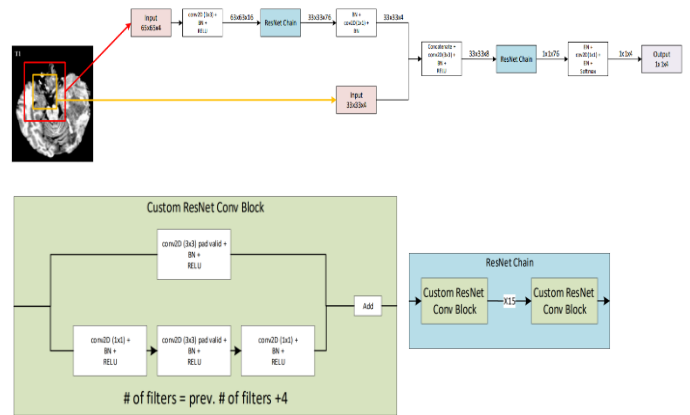 T1
Input
65x65x4
conv2D (3x3) +
BN +
RELU
63x63x16
ResNet Chain
33x33x76
BN +
conv2D(1x1) +
BN
33x33x4
Input
33x33x4
Concatenate +
conv2D(3x3) +
BN +
RELU
33x33x8
ResNet Chain
1x1x76
BN +
conv2D (1x1) +
BN +
Softmax
1x1x4
Output
1x1x4
Custom ResNet Conv Block
conv2D (3x3) pad valid +
BN +
RELU
Add
conv2D (1x1) +
BN +
RELU
conv2D (3x3) pad valid +
BN +
RELU
conv2D (1x1) +
BN +
RELU
# of filters = prev. # of filters +4
ResNet Chain
Custom ResNet
Conv Block
X15
Custom ResNet
Conv Block